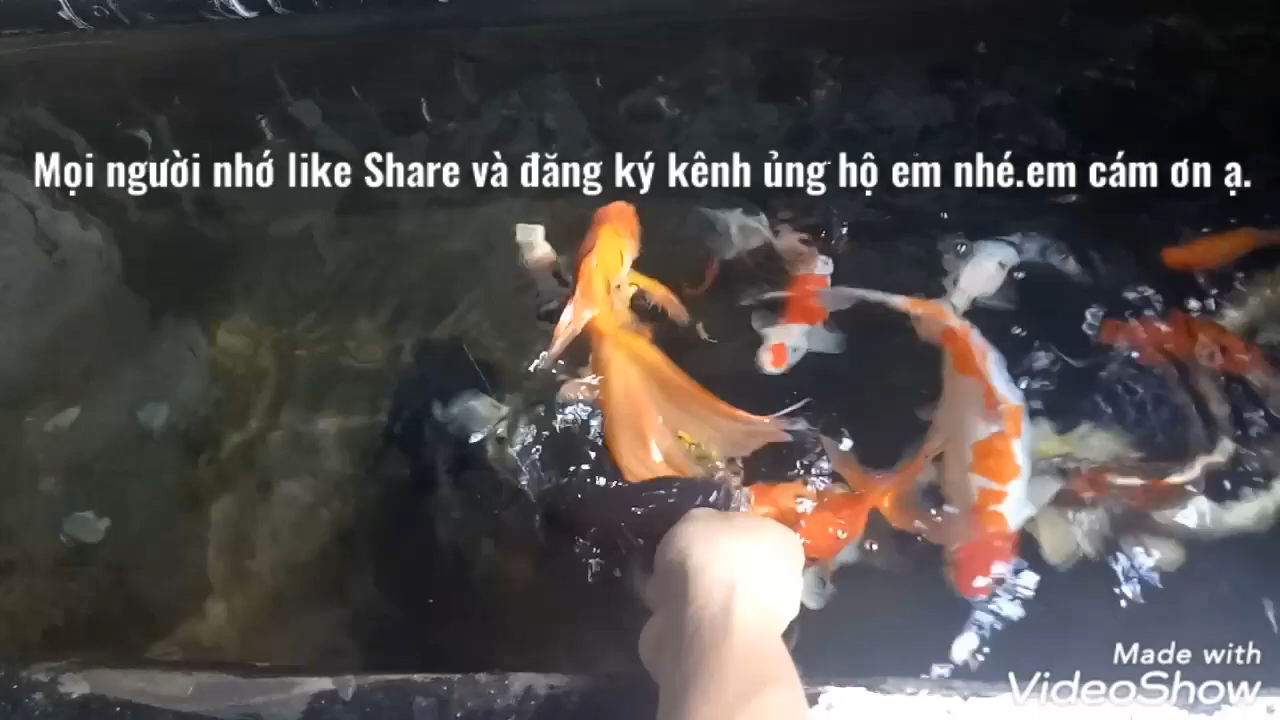 Mọi người nhớ like Share và đăng ký kênh ủng hộ em nhé.em cám ơn ạ.
Made with
VideoShow